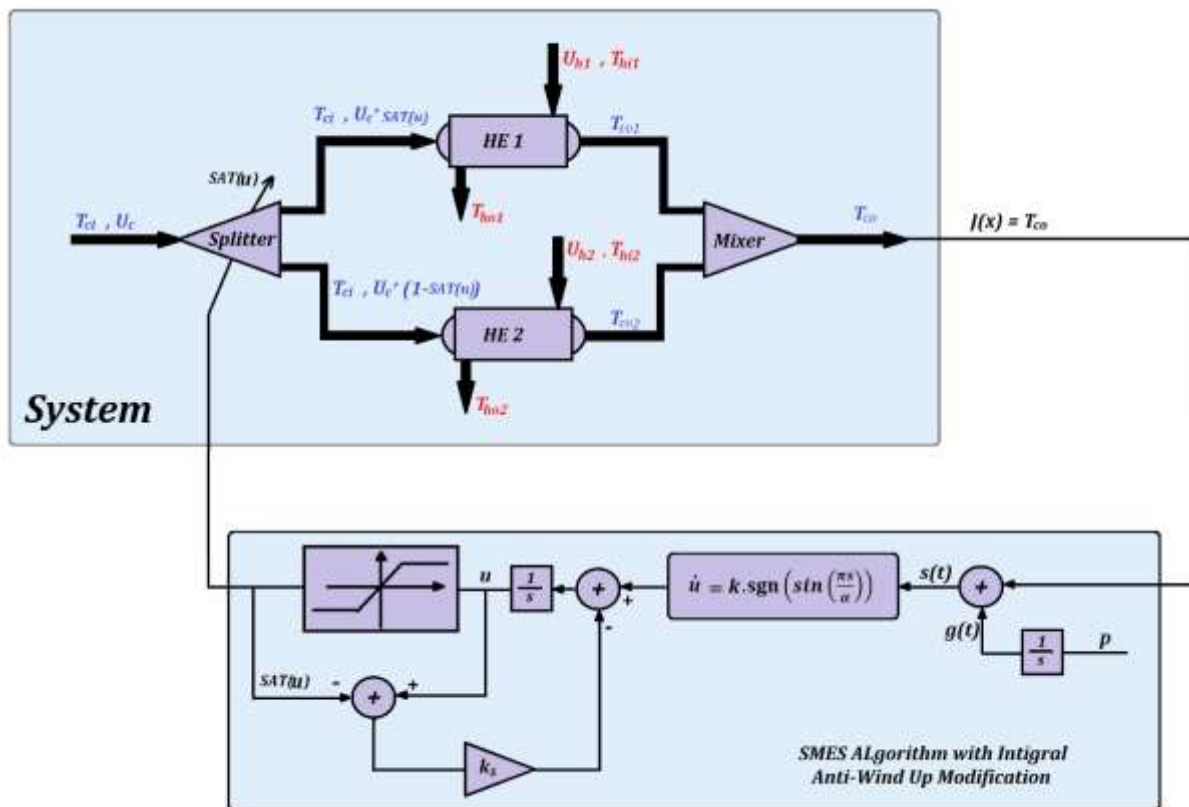 U_h1 , T_hi1
T_ci , U_c*SAT(u)
HE 1
T_co1
SAT(u)
T_ho1
T_ci , U_c
Splitter
Mixer
T_co
J(x) = T_co
U_h2 , T_hi2
T_ci , U_c*(1-SAT(u))
HE 2
T_co2
T_ho2
System
u
1/s
+
+
-
u̇ = k.sgn(sin(πs/α))
s(t)
+
g(t)
1/s
p
SAT(u)
-
+
+
k_s
SMES ALgorithm with Intigral
Anti-Wind Up Modification